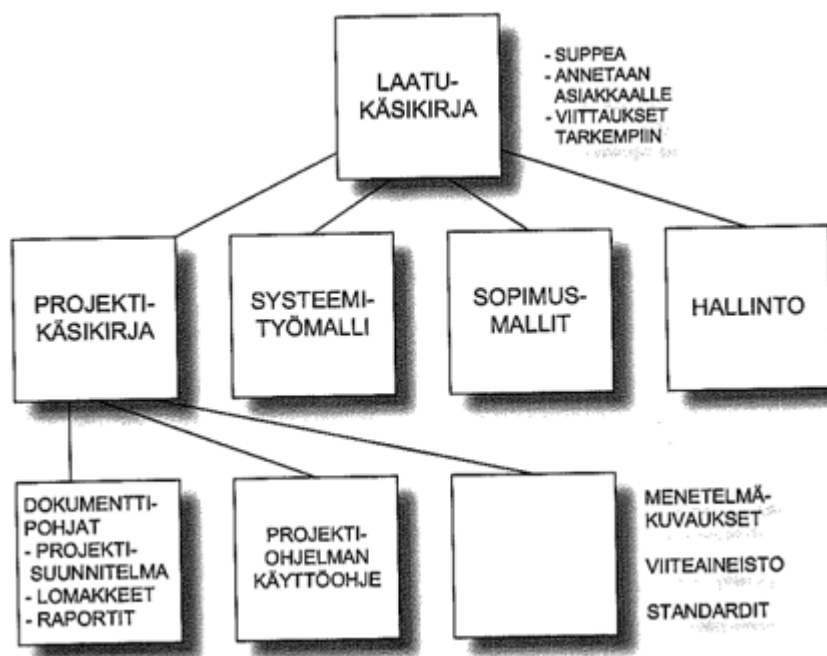 LAATU-
KÄSIKIRJA
- SUPPEA
- ANNETAAN
ASIAKKAALLE
- VIITTAUKSET
TARKEMPIIN
PROJEKTI-
KÄSIKIRJA
SYSTEEMI-
TYÖMALLI
SOPIMUS-
MALLIT
HALLINTO
DOKUMENTTI-
POHJAT
- PROJEKTI-
SUUNNITELMA
- LOMAKKEET
- RAPORTIT
PROJEKTI-
OHJELMAN
KÄYTTÖOHJE
MENETELMÄ-
KUVAUKSET
VIITEAINEISTO
STANDARDIT